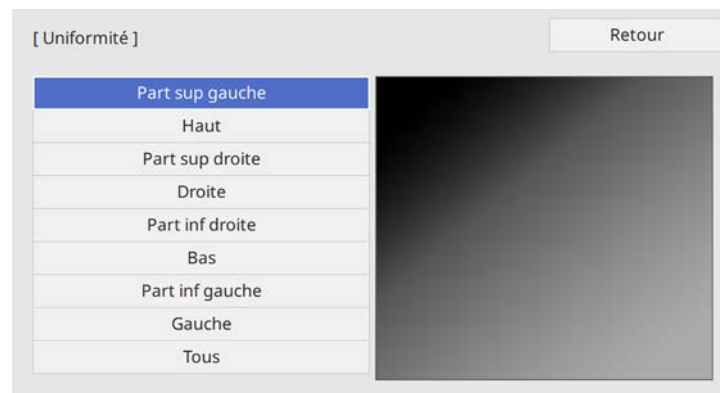 [ Uniformité ]
Retour
Part sup gauche
Haut
Part sup droite
Droite
Part inf droite
Bas
Part inf gauche
Gauche
Tous